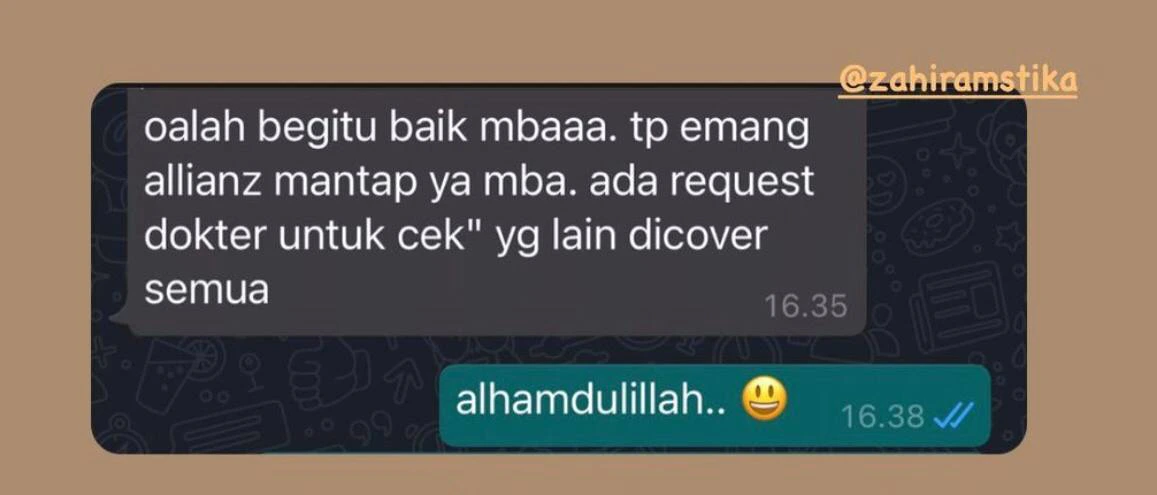 @zahiramstika
oalah begitu baik mbaaa. tp emang
allianz mantap ya mba. ada request
dokter untuk cek" yg lain dicover
semua
16.35
alhamdulillah.. 😃
16.38